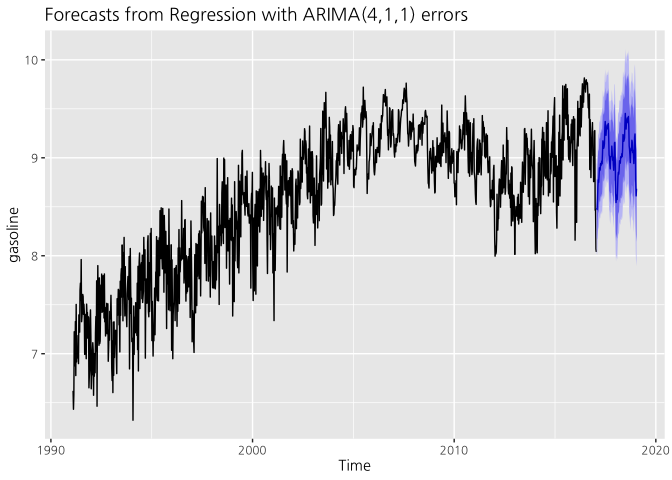 Forecasts from Regression with ARIMA(4,1,1) errors
10
9
8
7
gasoline
1990
2000
2010
2020
Time